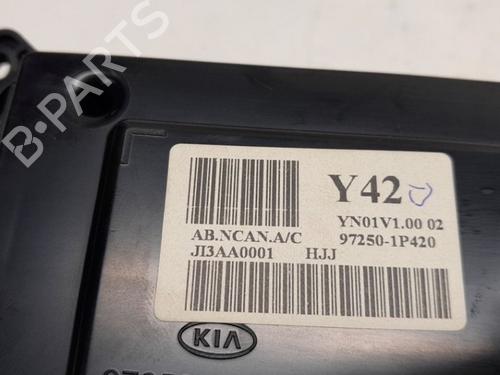 B-PARTS
Y42
AB.NCAN.A/C
YN01V1.00 02
JI3AA0001 HJJ
97250-1P420
KIA